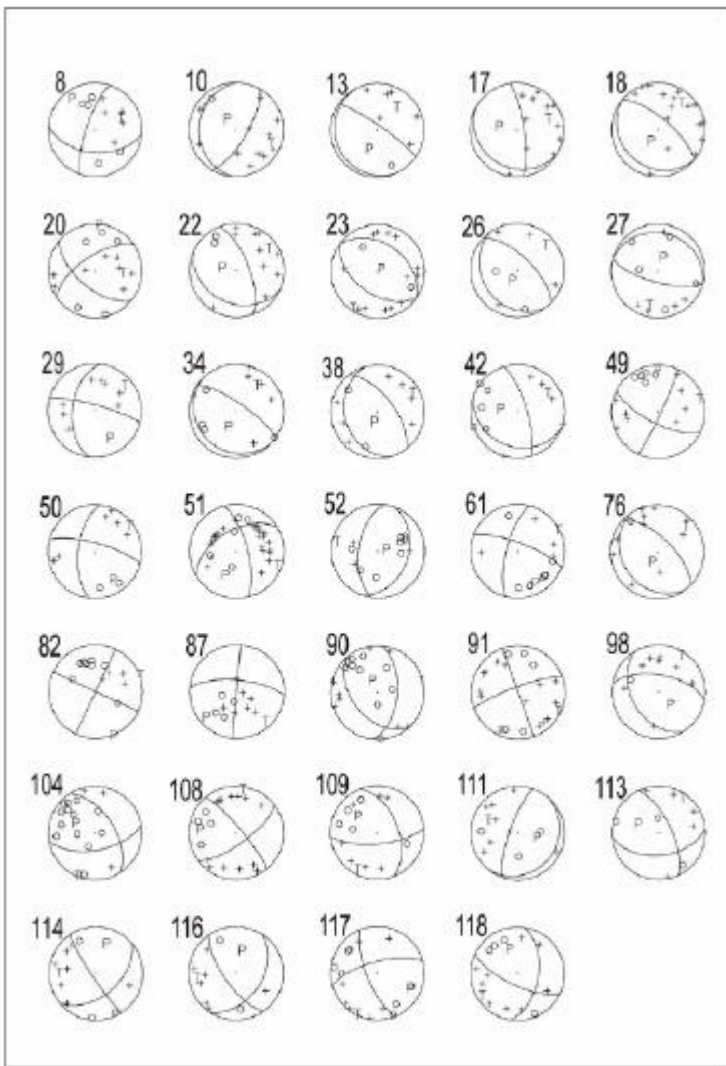 8 10 13 17 18
P P T P T
P T P
20 22 23 26 27
P T P T P T T P P T
29 34 38 42 49
T P P P P T
50 51 52 61 76
T P T T P P
82 87 90 91 98
T P P T P T P
104 108 109 111 113
P T P P T T P T P
114 116 117 118
T P P T P P